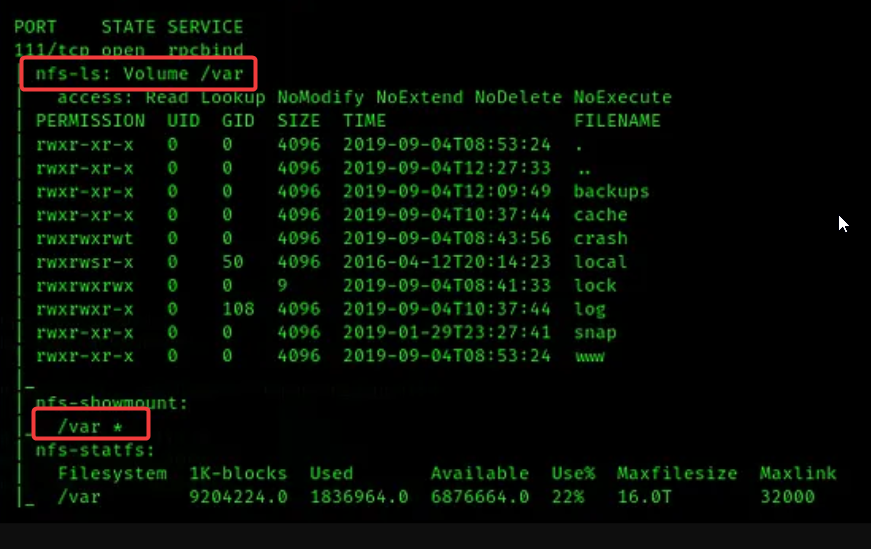 PORT    STATE SERVICE
111/tcp open  rpcbind
| nfs-ls: Volume /var
|   access: Read Lookup NoModify NoExtend NoDelete NoExecute
| PERMISSION  UID  GID  SIZE  TIME                 FILENAME
| rwxr-xr-x   0    0    4096  2019-09-04T08:53:24  .
| rwxr-xr-x   0    0    4096  2019-09-04T12:27:33  ..
| rwxr-xr-x   0    0    4096  2019-09-04T12:09:49  backups
| rwxr-xr-x   0    0    4096  2019-09-04T10:37:44  cache
| rwxrwxrwt   0    0    4096  2019-09-04T08:43:56  crash
| rwxrwsr-x   0    50   4096  2016-04-12T20:14:23  local
| rwxrwxrwx   0    0    9     2019-09-04T08:41:33  lock
| rwxrwxr-x   0    108  4096  2019-09-04T10:37:44  log
| rwxr-xr-x   0    0    4096  2019-01-29T23:27:41  snap
| rwxr-xr-x   0    0    4096  2019-09-04T08:53:24  www
|_
| nfs-showmount:
|_  /var *
| nfs-statfs:
|   Filesystem  1K-blocks  Used       Available  Use%  Maxfilesize  Maxlink
|_  /var        9204224.0  1836964.0  6876664.0  22%   16.0T        32000